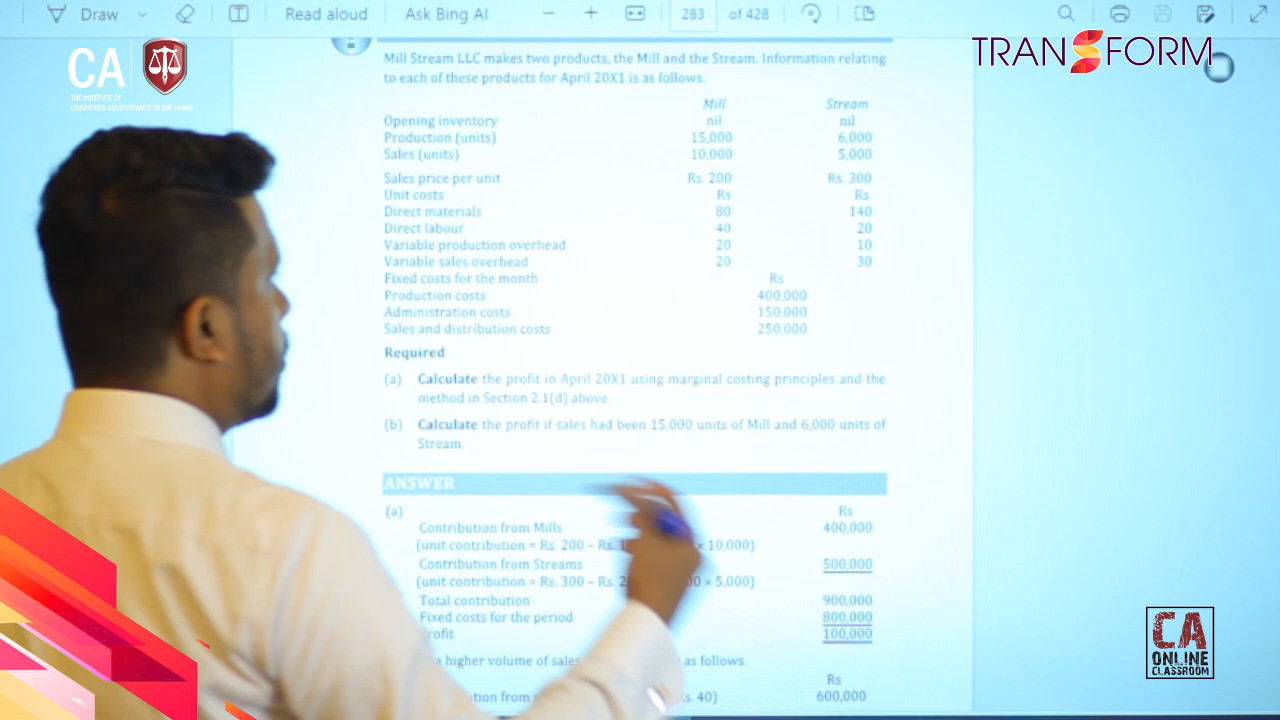 Draw
Read aloud
Ask Bing AI
283 of 428
CA
THE INSTITUTE OF
CHARTERED ACCOUNTANTS OF SRI LANKA
TRANSFORM
Mill Stream LLC makes two products, the Mill and the Stream. Information relating
to each of these products for April 20X1 is as follows.
Mill Stream
Opening inventory nil nil
Production (units) 15,000 6,000
Sales (units) 10,000 5,000
Sales price per unit Rs. 200 Rs. 300
Unit costs Rs Rs
Direct materials 80 140
Direct labour 40 20
Variable production overhead 20 10
Variable sales overhead 20 30
Fixed costs for the month Rs
Production costs 400,000
Administration costs 150,000
Sales and distribution costs 250,000
Required
(a) Calculate the profit in April 20X1 using marginal costing principles and the
method in Section 2.1(d) above.
(b) Calculate the profit if sales had been 15,000 units of Mill and 6,000 units of
Stream.
ANSWER
(a) Rs
Contribution from Mills 400,000
(unit contribution = Rs. 200 – Rs. × 10,000)
Contribution from Streams 500,000
(unit contribution = Rs. 300 – Rs. × 5,000)
Total contribution 900,000
Fixed costs for the period 800,000
rofit 100,000
a higher volume of sales as follows.
Rs
from 40) 600,000
CA
ONLINE
CLASSROOM